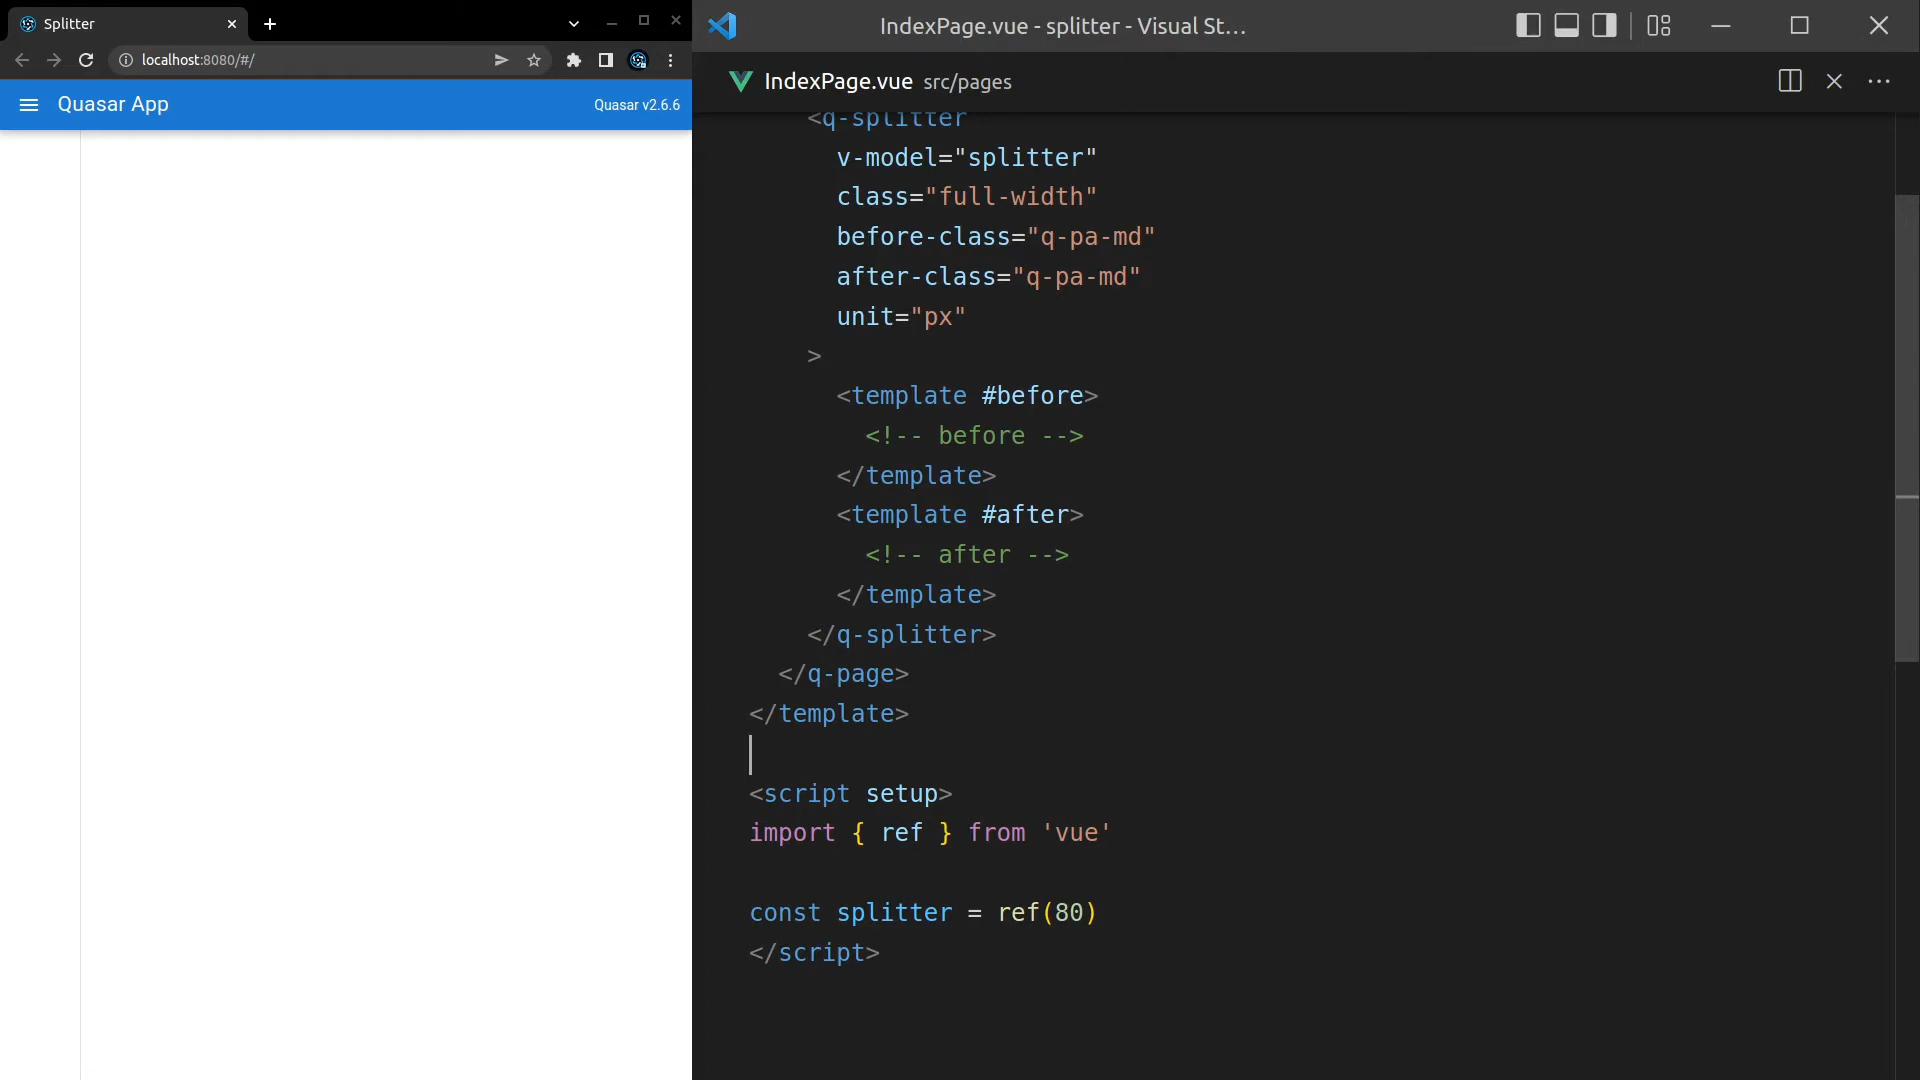 Splitter
localhost:8080/#/
Quasar App
Quasar v2.6.6
IndexPage.vue - splitter - Visual St...
IndexPage.vue src/pages
<q-splitter
v-model="splitter"
class="full-width"
before-class="q-pa-md"
after-class="q-pa-md"
unit="px"
>
<template #before>
<!-- before -->
</template>
<template #after>
<!-- after -->
</template>
</q-splitter>
</q-page>
</template>
<script setup>
import { ref } from 'vue'
const splitter = ref(80)
</script>